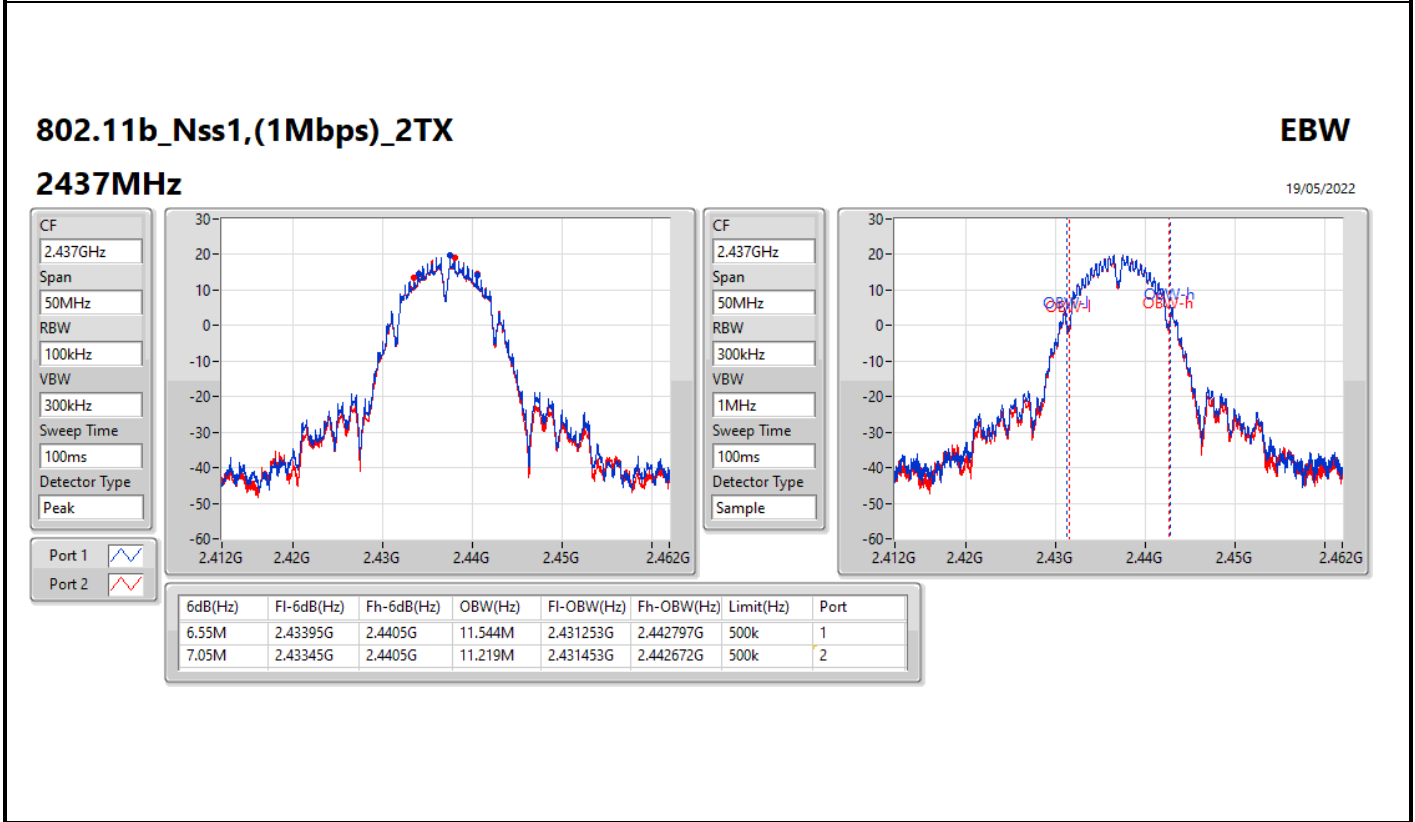 802.11b_Nss1,(1Mbps)_2TX
EBW
2437MHz
19/05/2022
CF
2.437GHz
Span
50MHz
RBW
100kHz
VBW
300kHz
Sweep Time
100ms
Detector Type
Peak
Port 1
Port 2
30
20
10
0
-10
-20
-30
-40
-50
-60
2.412G 2.42G 2.43G 2.44G 2.45G 2.462G
CF
2.437GHz
Span
50MHz
RBW
300kHz
VBW
1MHz
Sweep Time
100ms
Detector Type
Sample
30
20
10
0
-10
-20
-30
-40
-50
-60
OBW-l
OBW-l
OBW-h
OBW-h
2.412G 2.42G 2.43G 2.44G 2.45G 2.462G
6dB(Hz) Fl-6dB(Hz) Fh-6dB(Hz) OBW(Hz) Fl-OBW(Hz) Fh-OBW(Hz) Limit(Hz) Port
6.55M 2.43395G 2.4405G 11.544M 2.431253G 2.442797G 500k 1
7.05M 2.43345G 2.4405G 11.219M 2.431453G 2.442672G 500k 2